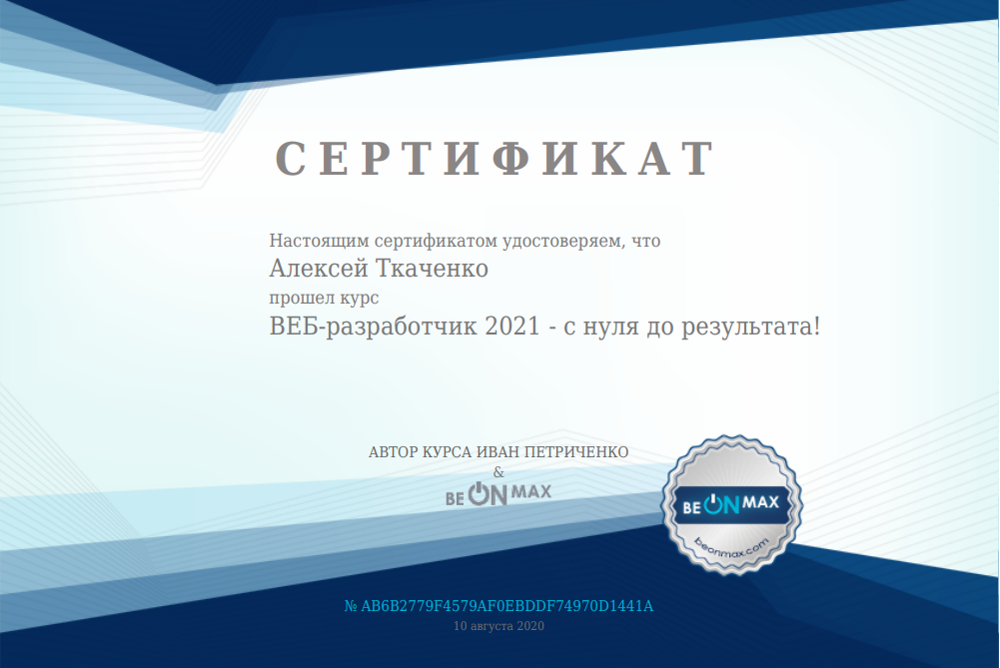 СЕРТИФИКАТ
Настоящим сертификатом удостоверяем, что
Алексей Ткаченко
прошел курс
ВЕБ-разработчик 2021 - с нуля до результата!
АВТОР КУРСА ИВАН ПЕТРИЧЕНКО
&
BE ON MAX
BE ON MAX
beonmax.com
№ AB6B2779F4579AF0EBDDF74970D1441A
10 августа 2020